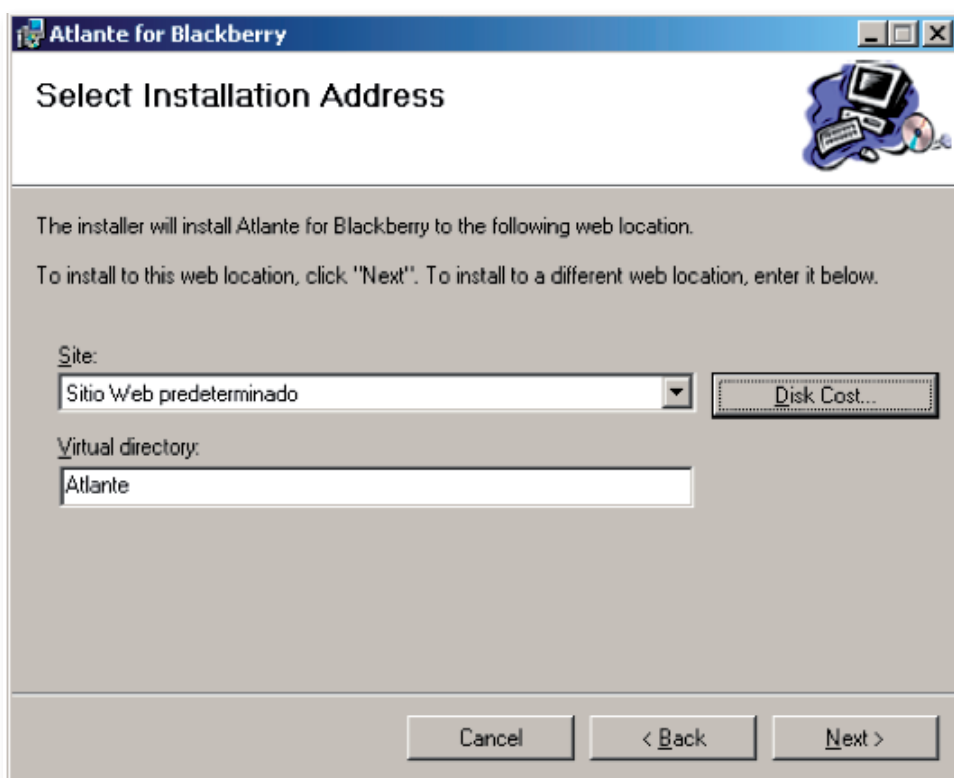 Atlante for Blackberry
Select Installation Address
The installer will install Atlante for Blackberry to the following web location.
To install to this web location, click "Next". To install to a different web location, enter it below.
Site:
Sitio Web predeterminado
Disk Cost...
Virtual directory:
Atlante
Cancel
< Back
Next >